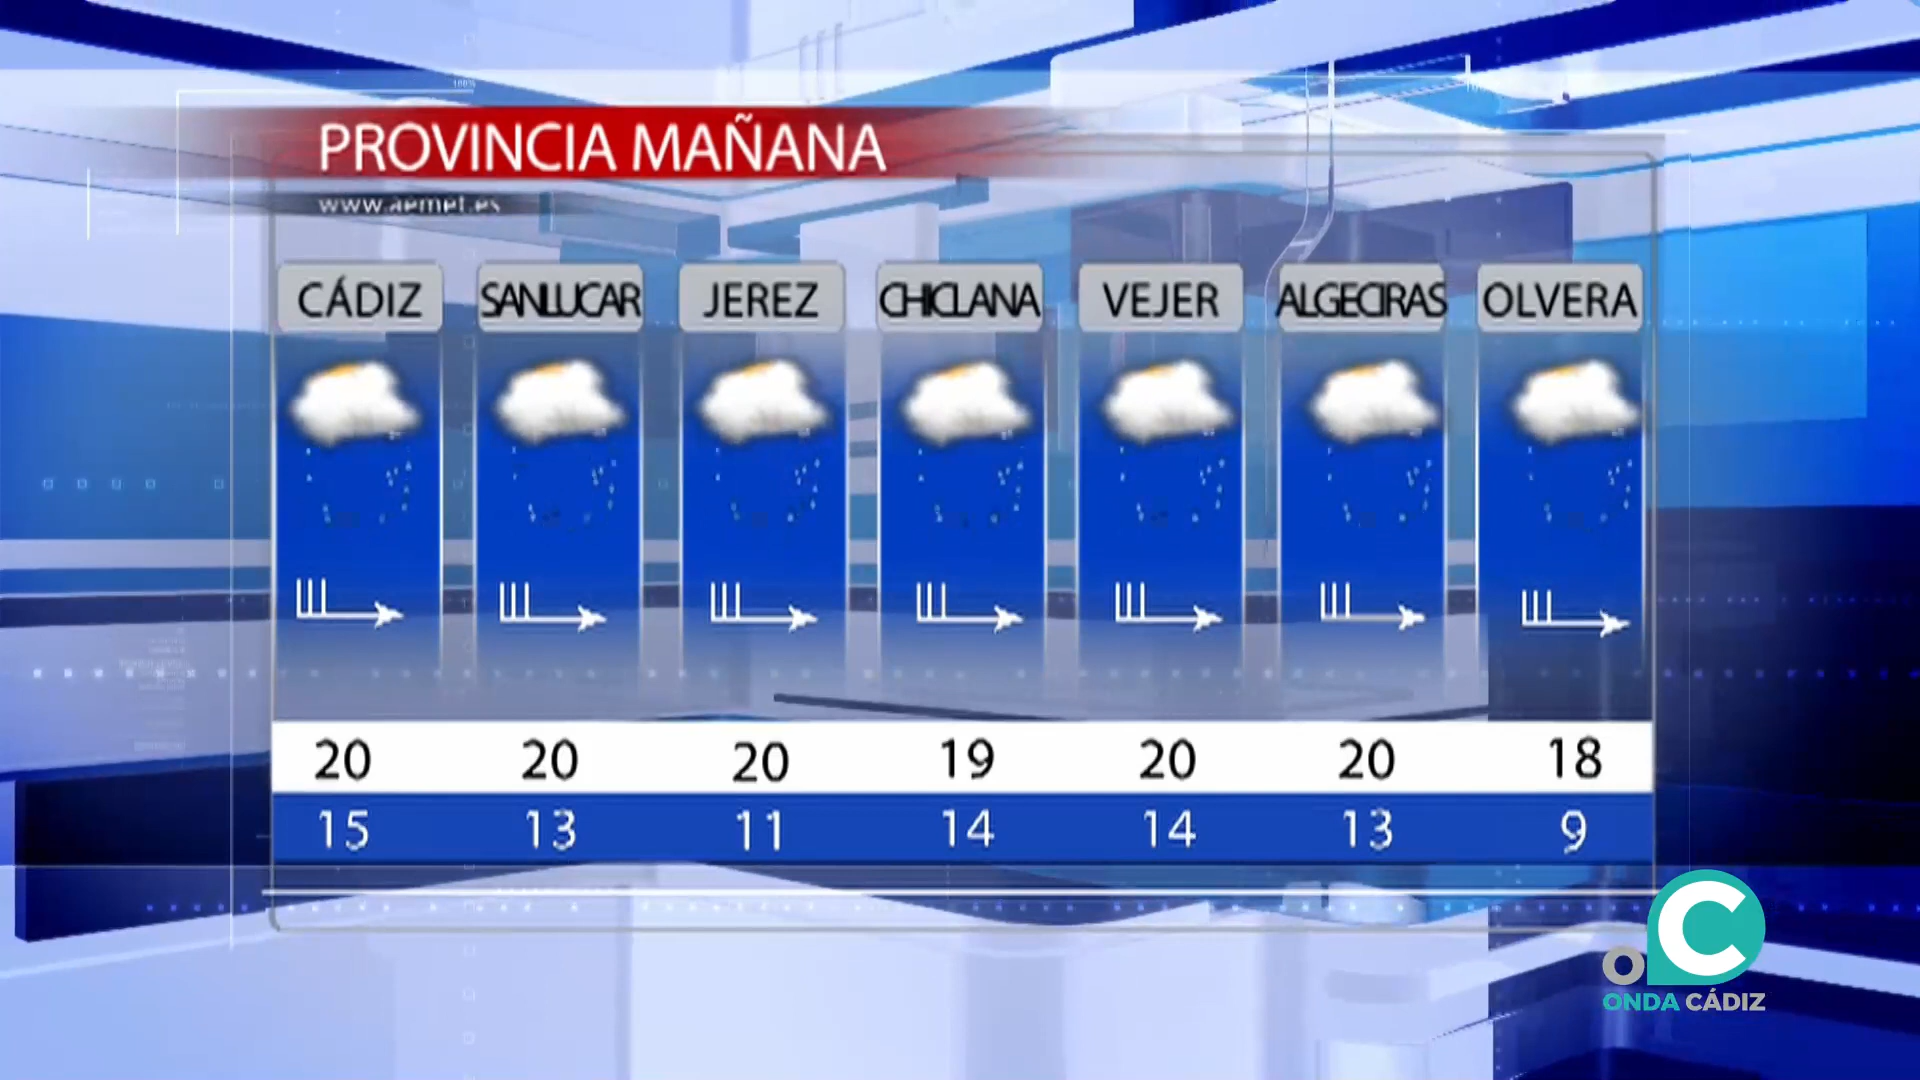 PROVINCIA MAÑANA
www.aemet.es
CÁDIZ SANLUCAR JEREZ CHICLANA VEJER ALGECIRAS OLVERA
20 20 20 19 20 20 18
15 13 11 14 14 13 9
OC
ONDA CÁDIZ